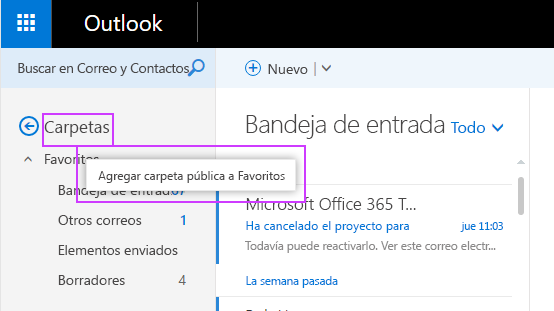 Outlook
Buscar en Correo y Contactos
Nuevo
Carpetas
Favoritos
Agregar carpeta pública a Favoritos
Bandeja de entrad 67
Otros correos 1
Elementos enviados
Borradores 4
Bandeja de entrada Todo
Microsoft Office 365 T...
Ha cancelado el proyecto para jue 11:03
Todavía puede reactivarlo. Ver este correo electr...
La semana pasada